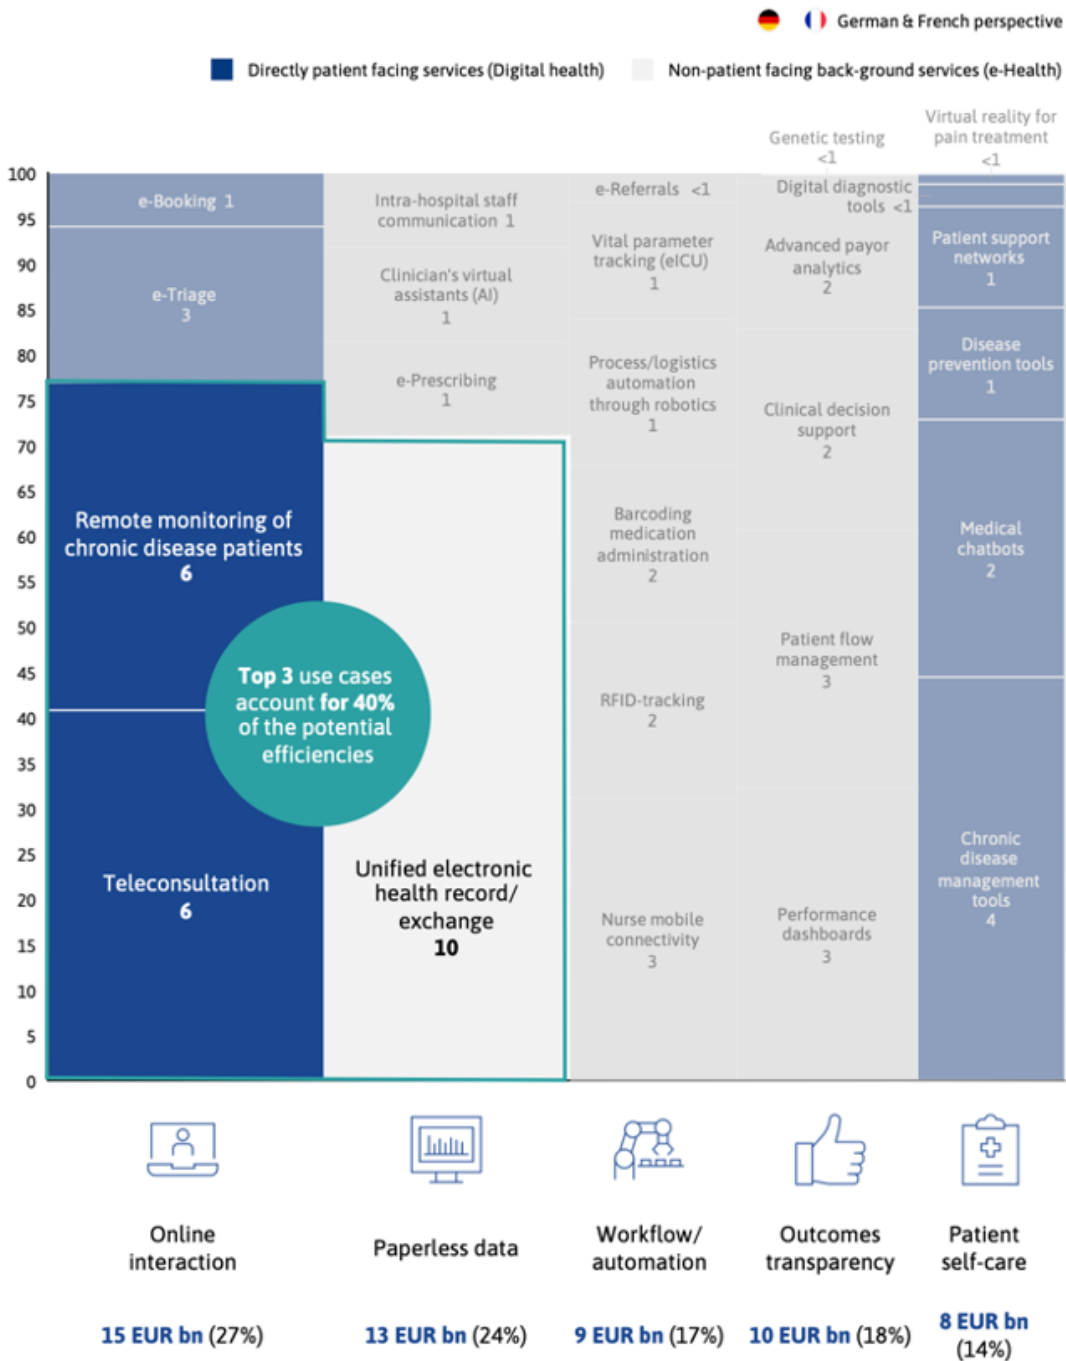 German & French perspective
Directly patient facing services (Digital health)
Non-patient facing back-ground services (e-Health)
Genetic testing
<1
Virtual reality for
pain treatment
<1
100
95
90
85
80
75
70
65
60
55
50
45
40
35
30
25
20
15
10
5
0
e-Booking 1
e-Triage
3
Remote monitoring of
chronic disease patients
6
Teleconsultation
6
Top 3 use cases
account for 40%
of the potential
efficiencies
Intra-hospital staff
communication 1
Clinician's virtual
assistants (AI)
1
e-Prescribing
1
Unified electronic
health record/
exchange
10
e-Referrals <1
Vital parameter
tracking (eICU)
1
Process/logistics
automation
through robotics
1
Barcoding
medication
administration
2
RFID-tracking
2
Nurse mobile
connectivity
3
Digital diagnostic
tools <1
Advanced payor
analytics
2
Clinical decision
support
2
Patient flow
management
3
Performance
dashboards
3
Patient support
networks
1
Disease
prevention tools
1
Medical
chatbots
2
Chronic
disease
management
tools
4
Online
interaction
15 EUR bn (27%)
Paperless data
13 EUR bn (24%)
Workflow/
automation
9 EUR bn (17%)
Outcomes
transparency
10 EUR bn (18%)
Patient
self-care
8 EUR bn
(14%)